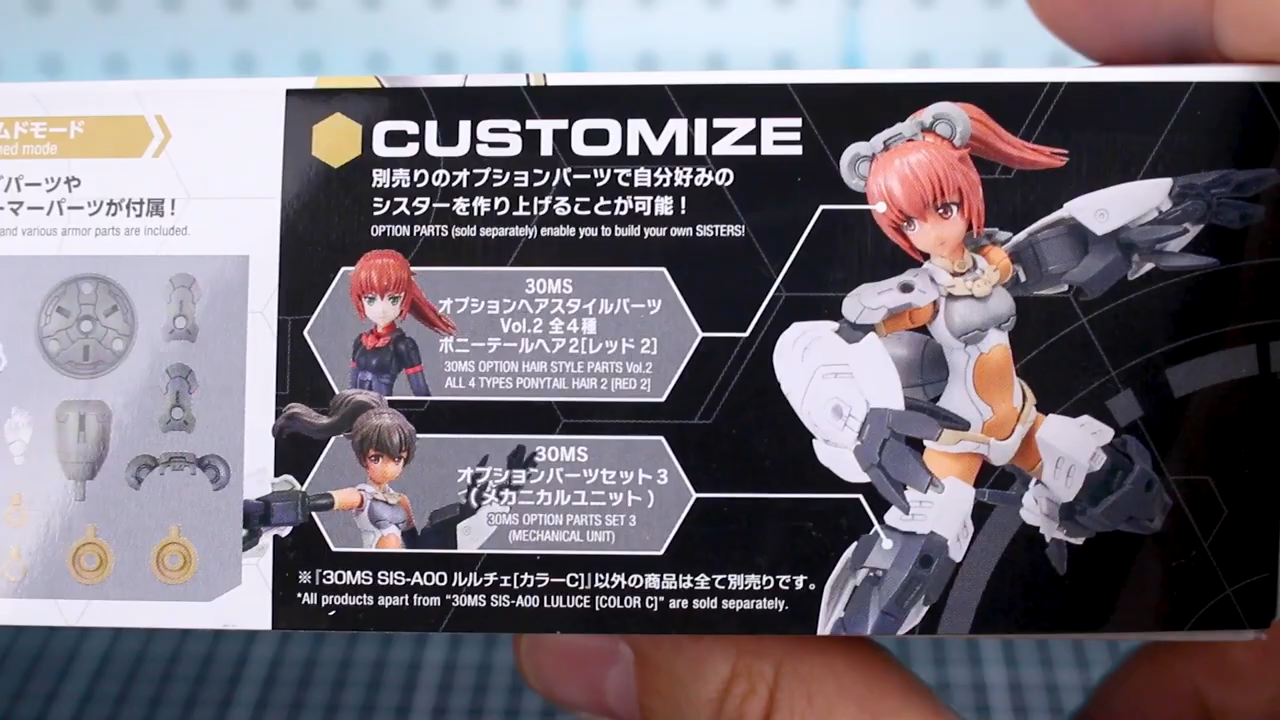 ムドモード
ned mode
パーツや
ーマーパーツが付属！
and various armor parts are included.
CUSTOMIZE
別売りのオプションパーツで自分好みの
シスターを作り上げることが可能！
OPTION PARTS (sold separately) enable you to build your own SISTERS!
30MS
オプションヘアスタイルパーツ
Vol.2 全4種
ポニーテールヘア2[レッド 2]
30MS OPTION HAIR STYLE PARTS Vol.2
ALL 4 TYPES PONYTAIL HAIR 2 [RED 2]
30MS
オプションパーツセット3
(メカニカルユニット)
30MS OPTION PARTS SET 3
(MECHANICAL UNIT)
※『30MS SIS-A00 ルルチェ[カラーC]』以外の商品は全て別売りです。
*All products apart from “30MS SIS-A00 LULUCE [COLOR C]” are sold separately.